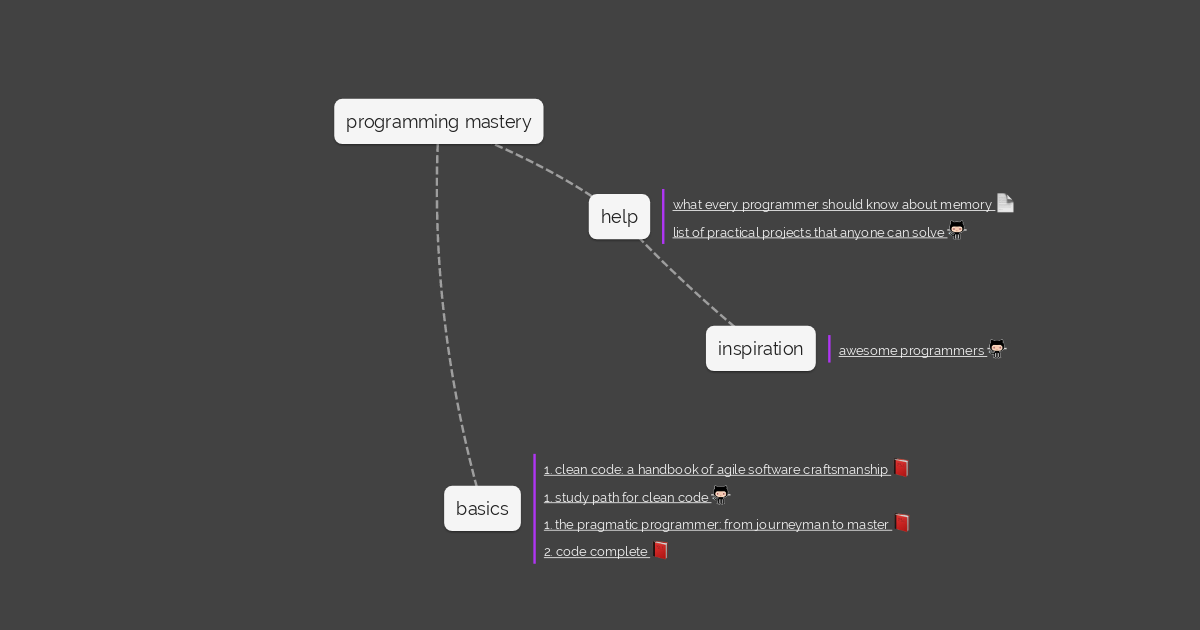 programming mastery
help
what every programmer should know about memory
list of practical projects that anyone can solve
inspiration
awesome programmers
basics
1. clean code: a handbook of agile software craftsmanship
1. study path for clean code
1. the pragmatic programmer: from journeyman to master
2. code complete